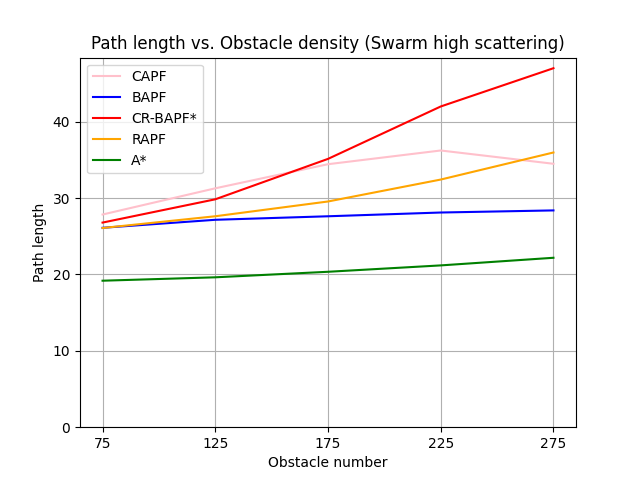 Path length vs. Obstacle density (Swarm high scattering)
CAPF
BAPF
CR-BAPF*
RAPF
A*
Path length
40
30
20
10
0
75 125 175 225 275
Obstacle number